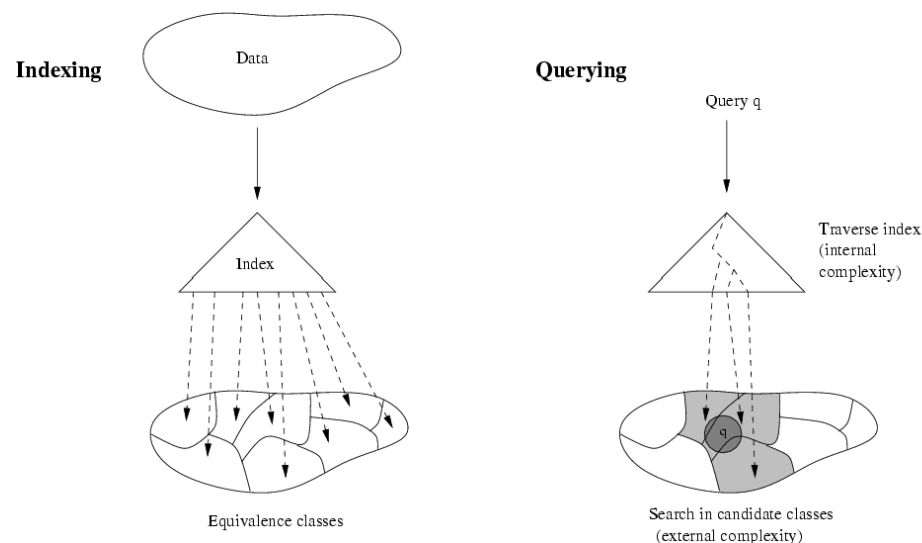 Indexing
Data
Index
Equivalence classes
Querying
Query q
Traverse index
(internal
complexity)
q
Search in candidate classes
(external complexity)